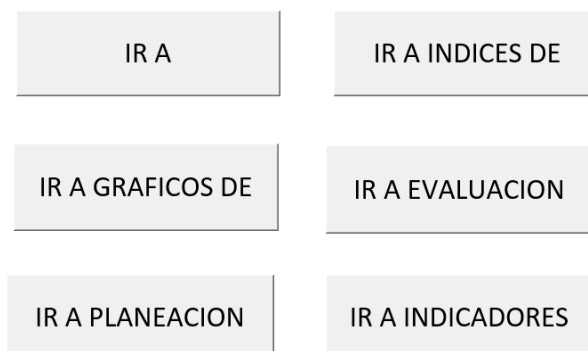 IR A
IR A INDICES DE
IR A GRAFICOS DE
IR A EVALUACION
IR A PLANEACION
IR A INDICADORES